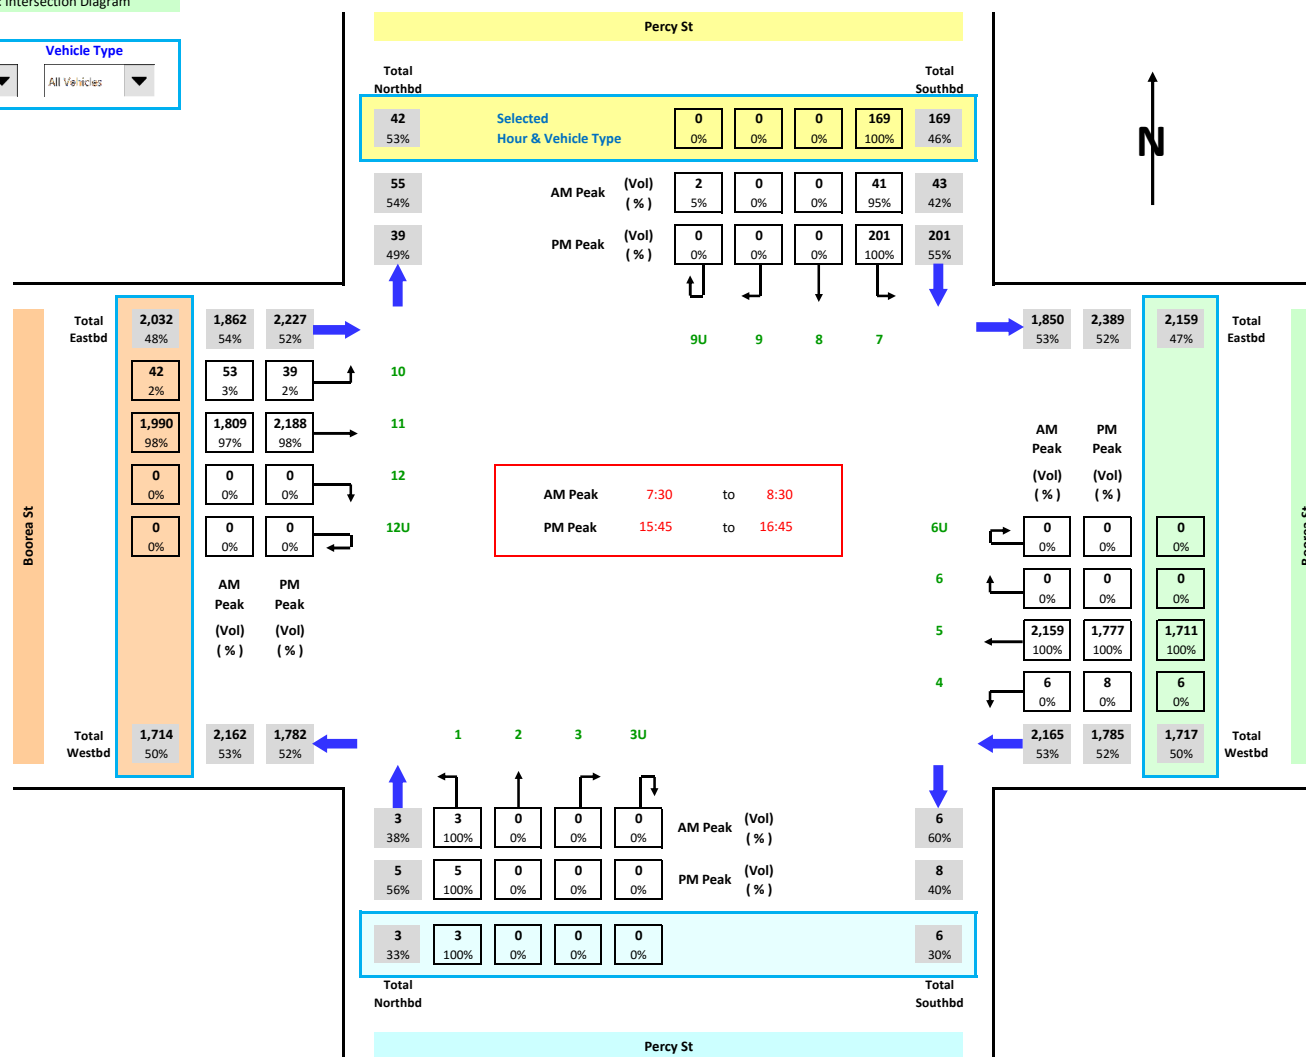 : Intersection Diagram
Vehicle Type
All Vehicles
Percy St
Total Northbd
Total Southbd
42 Selected 0 0 0 169 169
53% Hour & Vehicle Type 0% 0% 0% 100% 46%
55 AM Peak (Vol) 2 0 0 41 43
54% ( % ) 5% 0% 0% 95% 42%
39 PM Peak (Vol) 0 0 0 201 201
49% ( % ) 0% 0% 0% 100% 55%
N
9U 9 8 7
Boorea St
Total Eastbd
2,032 1,862 2,227
48% 54% 52%
42 53 39 10
2% 3% 2%
1,990 1,809 2,188 11
98% 97% 98%
0 0 0 12
0% 0% 0%
0 0 0 12U
0% 0% 0%
AM Peak (Vol) ( % )
PM Peak (Vol) ( % )
Total Westbd
1,714 2,162 1,782
50% 53% 52%
AM Peak 7:30 to 8:30
PM Peak 15:45 to 16:45
1,850 2,389 2,159 Total Eastbd
53% 52% 47%
AM Peak (Vol) ( % )
PM Peak (Vol) ( % )
6U 0 0 0
0% 0% 0%
6 0 0 0
0% 0% 0%
5 2,159 1,777 1,711
100% 100% 100%
4 6 8 6
0% 0% 0%
2,165 1,785 1,717 Total Westbd
53% 52% 50%
Boorea St
1 2 3 3U
3 3 0 0 0 AM Peak (Vol) 6
38% 100% 0% 0% 0% ( % ) 60%
5 5 0 0 0 PM Peak (Vol) 8
56% 100% 0% 0% 0% ( % ) 40%
3 3 0 0 0 6
33% 100% 0% 0% 0% 30%
Total Northbd
Total Southbd
Percy St